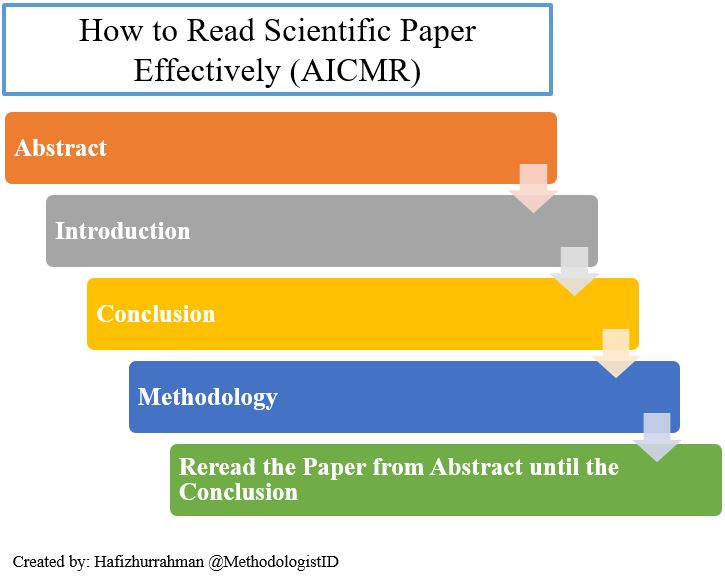 How to Read Scientific Paper
Effectively (AICMR)
Abstract
Introduction
Conclusion
Methodology
Reread the Paper from Abstract until the
Conclusion
Created by: Hafizhurrahman @MethodologistID